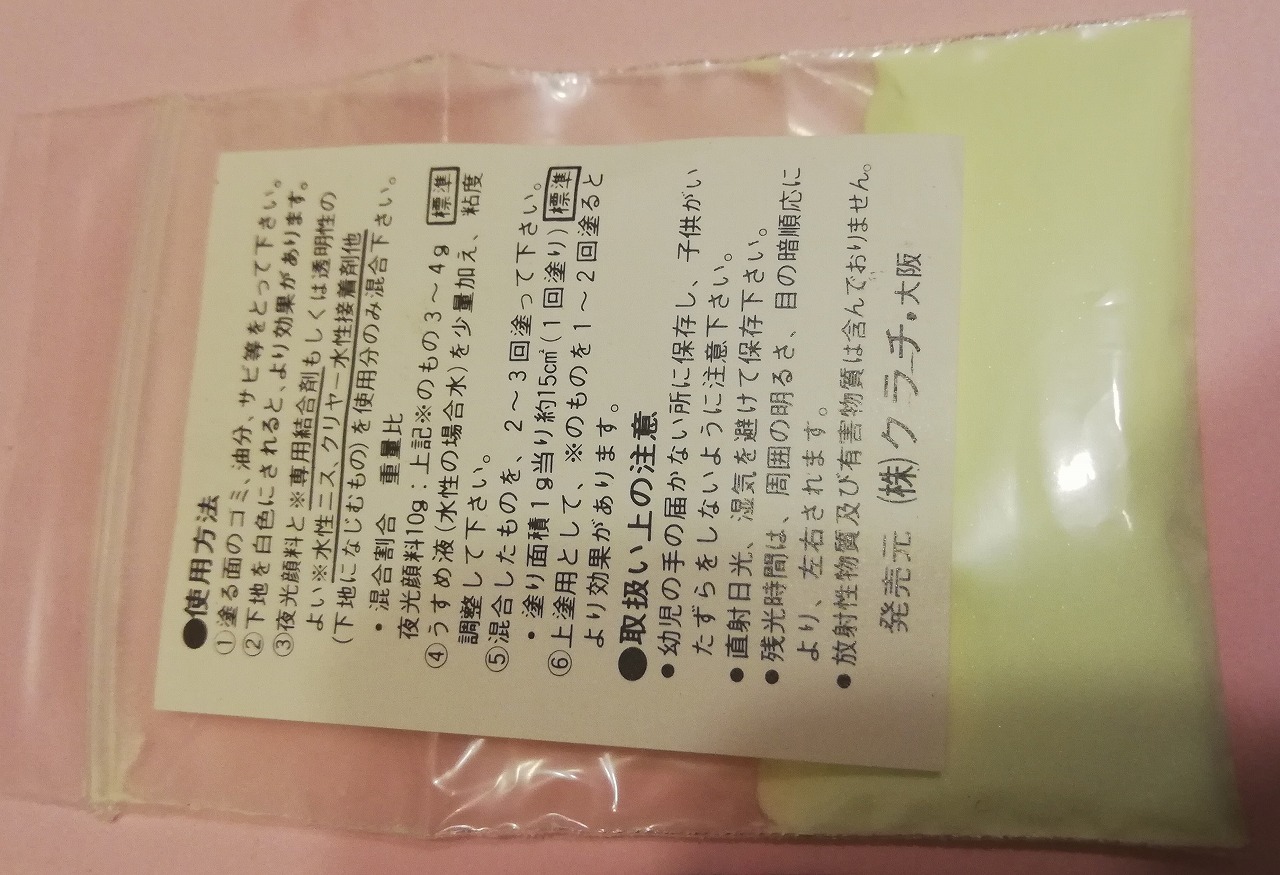 ●使用方法
①塗る面のゴミ、油分、サビ等をとって下さい。
②下地を白色にされると、より効果があります。
③夜光顔料と※専用結合剤もしくは透明性の
よい※水性ニス、クリヤー水性接着剤他
(下地になじむもの)を使用分のみ混合下さい。
・混合割合 重量比
夜光顔料10g：上記※のもの3～4g 標準
④うすめ液(水性の場合水)を少量加え、粘度
調整して下さい。
⑤混合したものを、2～3回塗って下さい。
・塗り面積1g当り約15c㎡(1回塗り) 標準
⑥上塗用として、※のものを1～2回塗ると
より効果があります。
●取扱い上の注意
●幼児の手の届かない所に保存し、子供がい
たずらをしないように注意下さい。
●直射日光、湿気を避けて保存下さい。
●残光時間は、周囲の明るさ、目の暗順応に
より、左右されます。
●放射性物質及び有害物質は含んでおりません。
発売元 (株)クラーチ・大阪